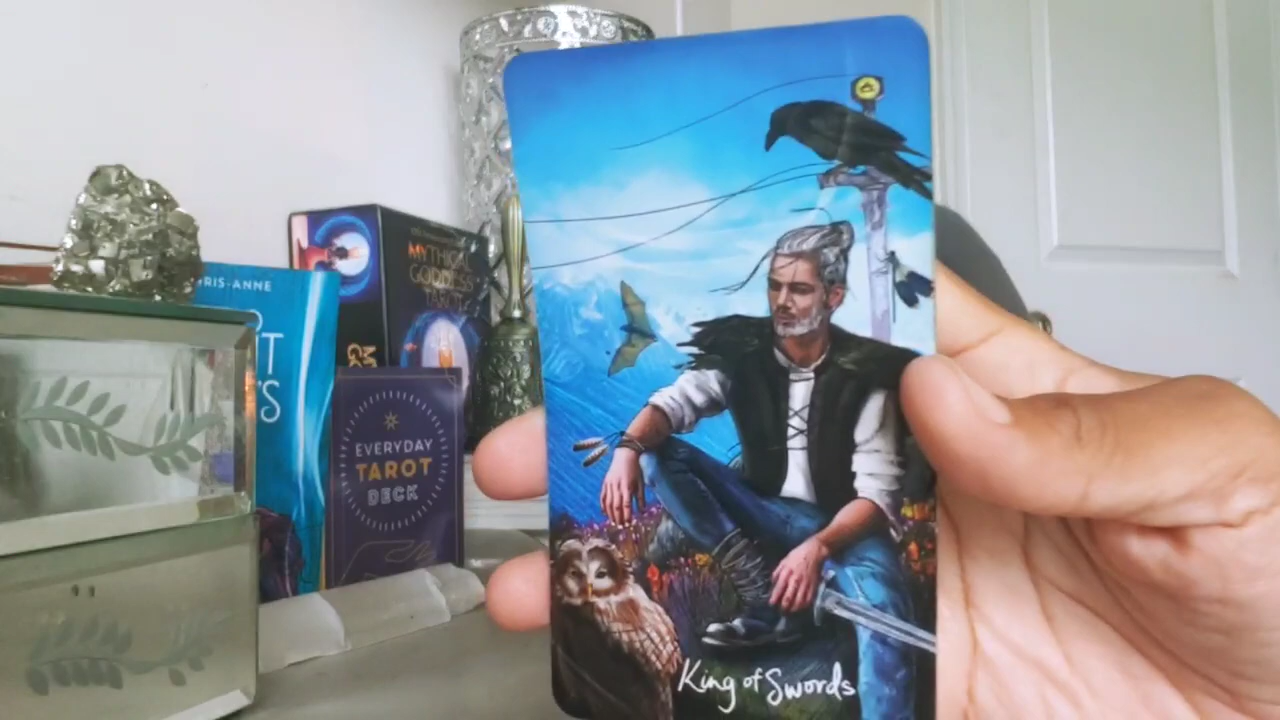 RIS-ANNE
MYTHICAL
GODDESS
TAROT
EVERYDAY
TAROT
DECK
King of Swords